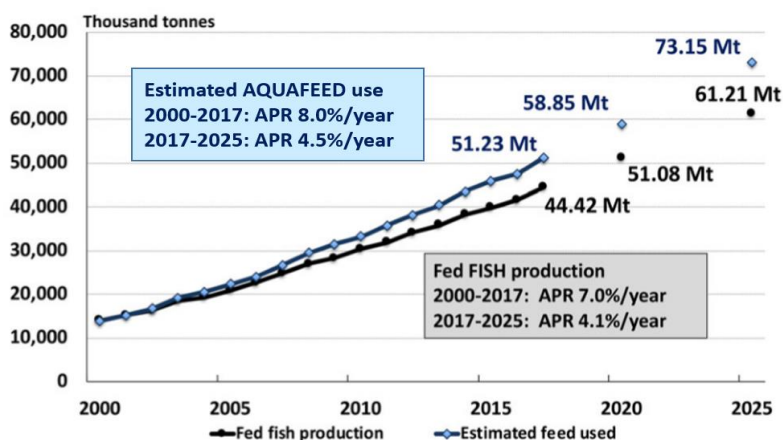 Thousand tonnes
80,000
70,000
60,000
50,000
40,000
30,000
20,000
10,000
0
Estimated AQUAFEED use
2000-2017: APR 8.0%/year
2017-2025: APR 4.5%/year
73.15 Mt
61.21 Mt
58.85 Mt
51.23 Mt
51.08 Mt
44.42 Mt
Fed FISH production
2000-2017: APR 7.0%/year
2017-2025: APR 4.1%/year
2000 2005 2010 2015 2020 2025
Fed fish production Estimated feed used